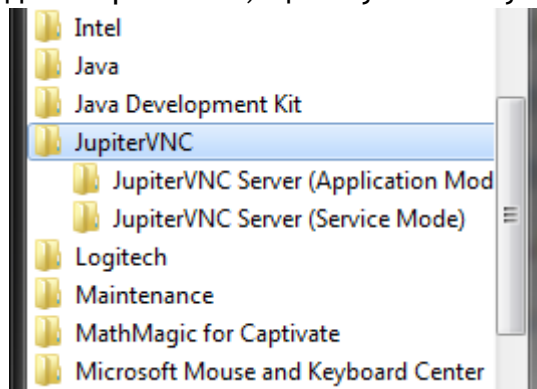 Intel
Java
Java Development Kit
JupiterVNC
JupiterVNC Server (Application Mod
JupiterVNC Server (Service Mode)
Logitech
Maintenance
MathMagic for Captivate
Microsoft Mouse and Keyboard Center